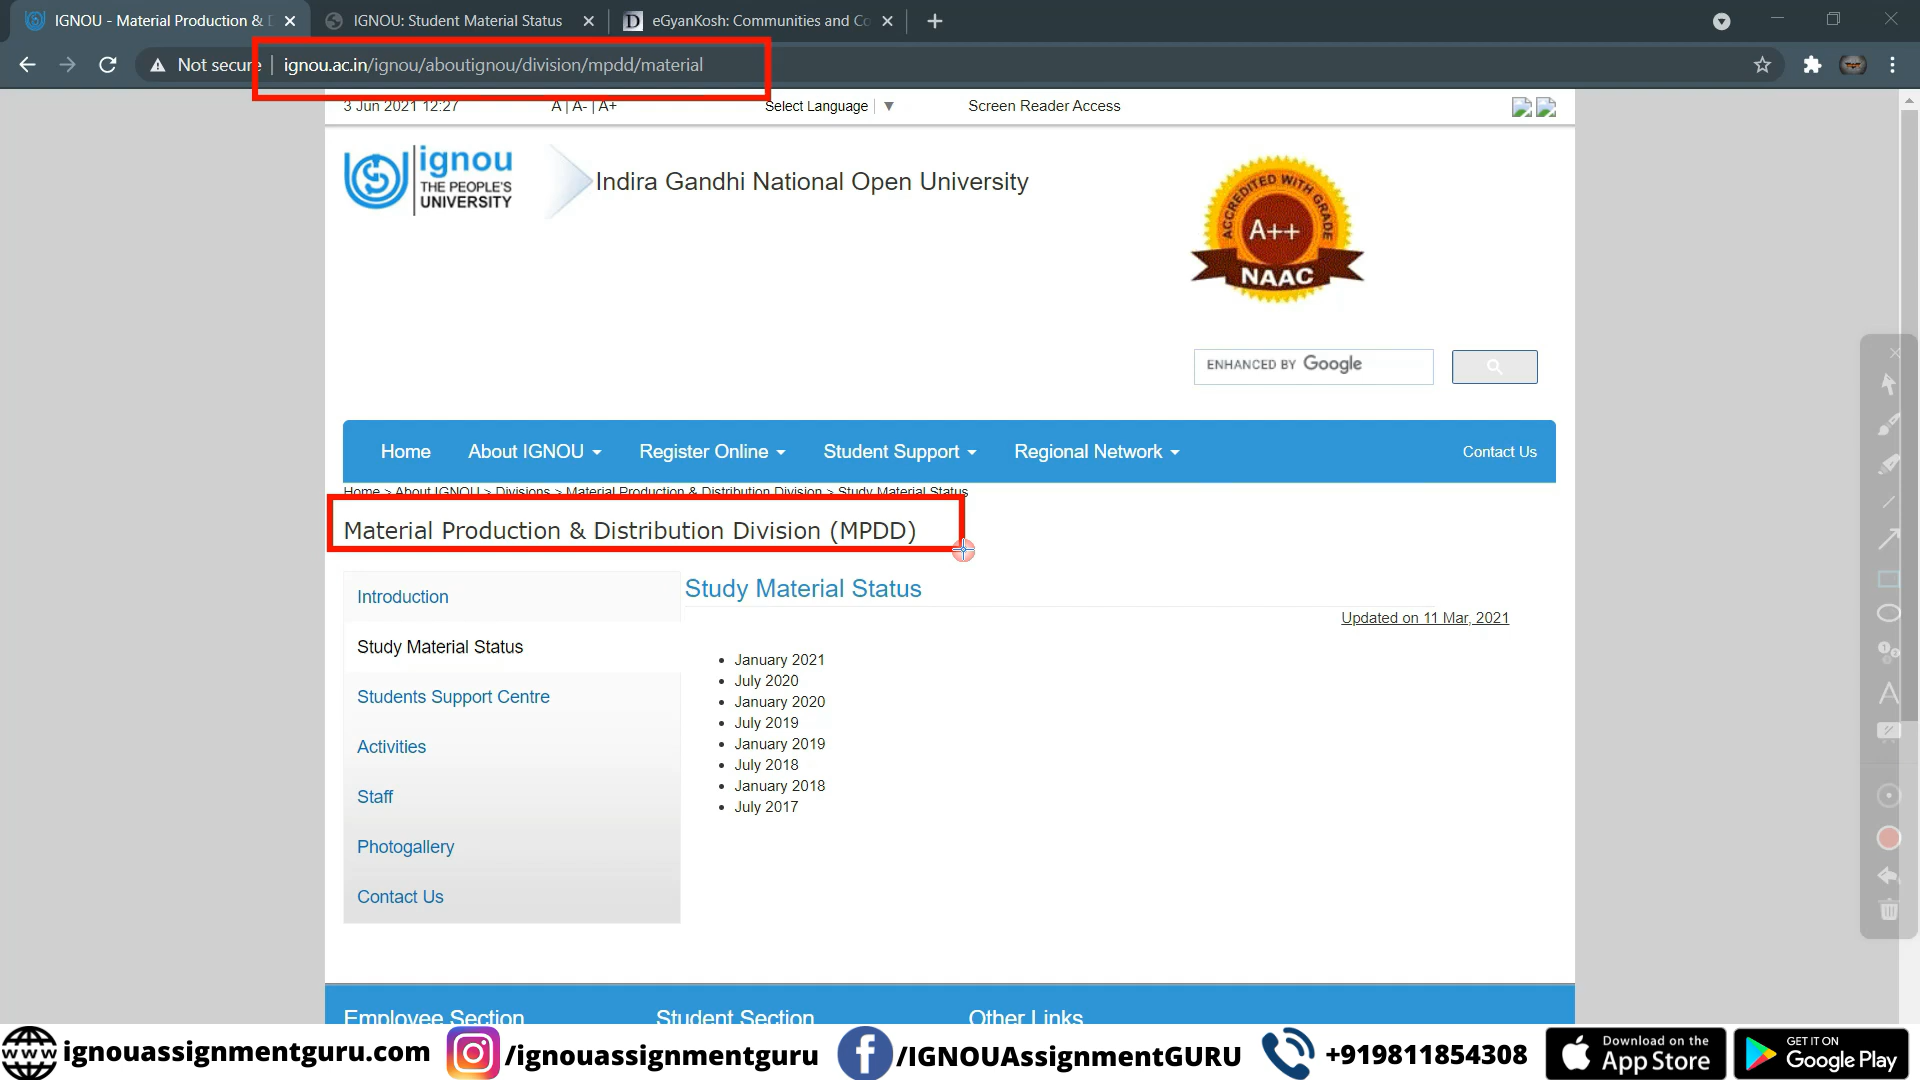 IGNOU - Material Production &
IGNOU: Student Material Status
eGyanKosh: Communities and Co
Not secure | ignou.ac.in/ignou/aboutignou/division/mpdd/material
3 Jun 2021 12:27 A | A- | A+ Select Language ▼ Screen Reader Access
ignou
THE PEOPLE'S
UNIVERSITY
Indira Gandhi National Open University
ACCREDITED WITH GRADE
A++
NAAC
ENHANCED BY Google
Home About IGNOU Register Online Student Support Regional Network Contact Us
Home > About IGNOU > Divisions > Material Production & Distribution Division > Study Material Status
Material Production & Distribution Division (MPDD)
Introduction
Study Material Status
Students Support Centre
Activities
Staff
Photogallery
Contact Us
Study Material Status
Updated on 11 Mar, 2021
January 2021
July 2020
January 2020
July 2019
January 2019
July 2018
January 2018
July 2017
Employee Section Student Section Other Links
ignouassignmentguru.com /ignouassignmentguru /IGNOUAssignmentGURU +919811854308
Download on the
App Store
GET IT ON
Google Play